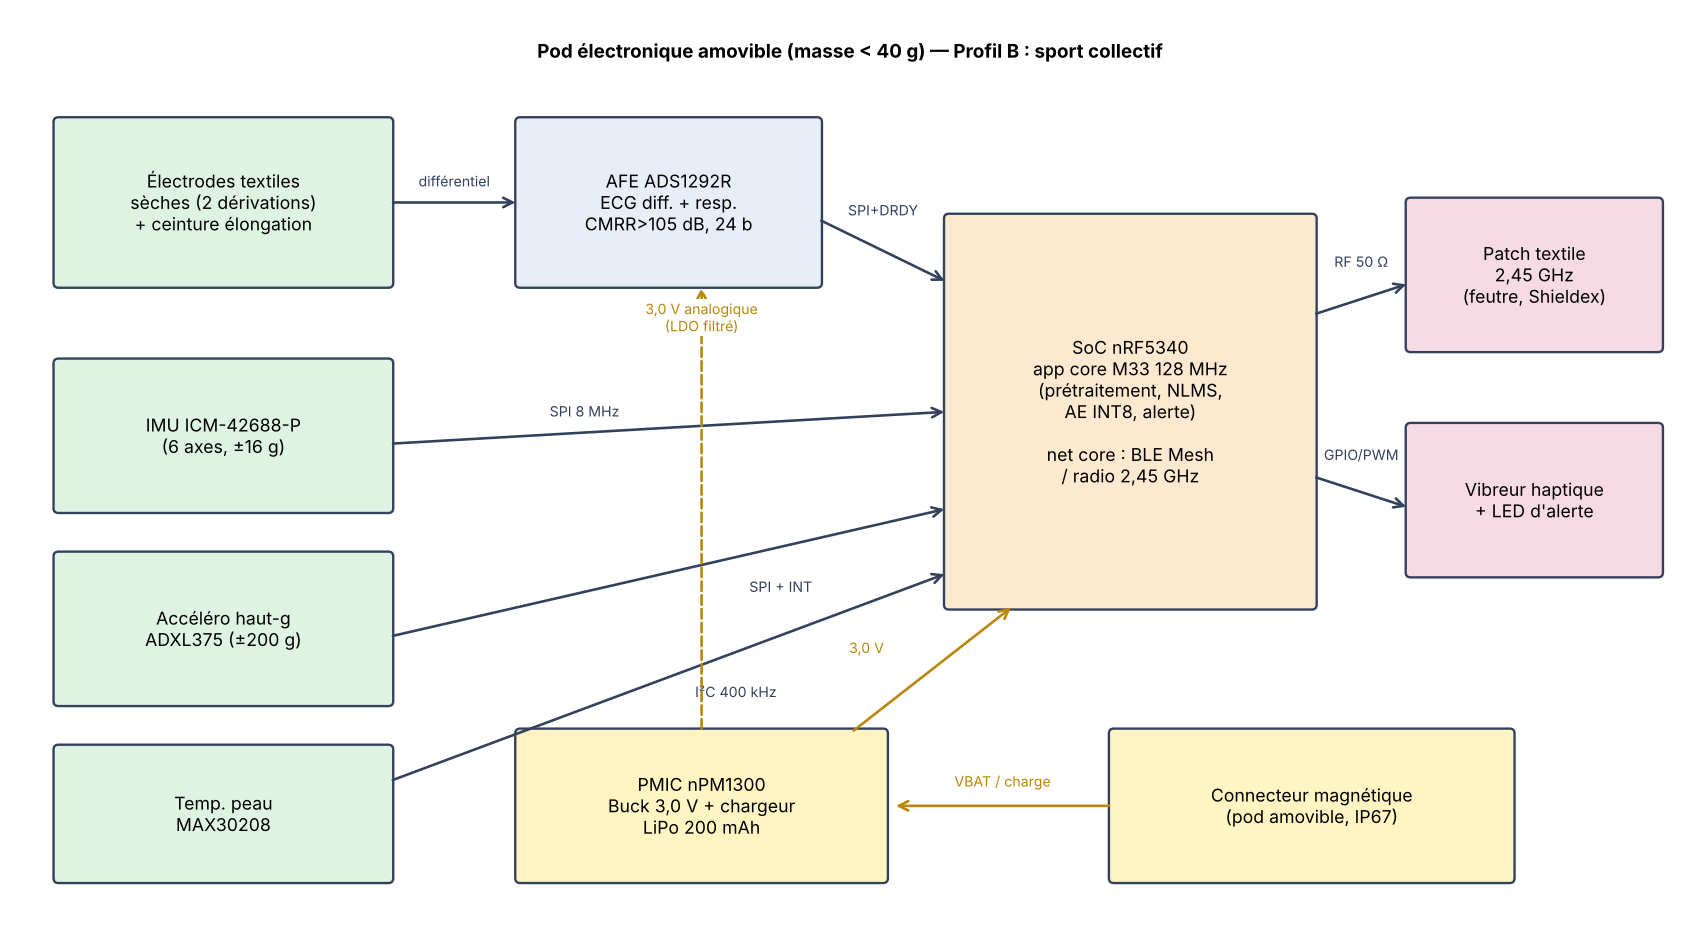 Pod électronique amovible (masse < 40 g) — Profil B : sport collectif
Électrodes textiles
sèches (2 dérivations)
+ ceinture élongation
différentiel
AFE ADS1292R
ECG diff. + resp.
CMRR>105 dB, 24 b
SPI+DRDY
3,0 V analogique
(LDO filtré)
IMU ICM-42688-P
(6 axes, ±16 g)
SPI 8 MHz
SoC nRF5340
app core M33 128 MHz
(prétraitement, NLMS,
AE INT8, alerte)
net core : BLE Mesh
/ radio 2,45 GHz
RF 50 Ω
Patch textile
2,45 GHz
(feutre, Shieldex)
GPIO/PWM
Vibreur haptique
+ LED d'alerte
Accéléro haut-g
ADXL375 (±200 g)
SPI + INT
Temp. peau
MAX30208
I²C 400 kHz
3,0 V
PMIC nPM1300
Buck 3,0 V + chargeur
LiPo 200 mAh
VBAT / charge
Connecteur magnétique
(pod amovible, IP67)